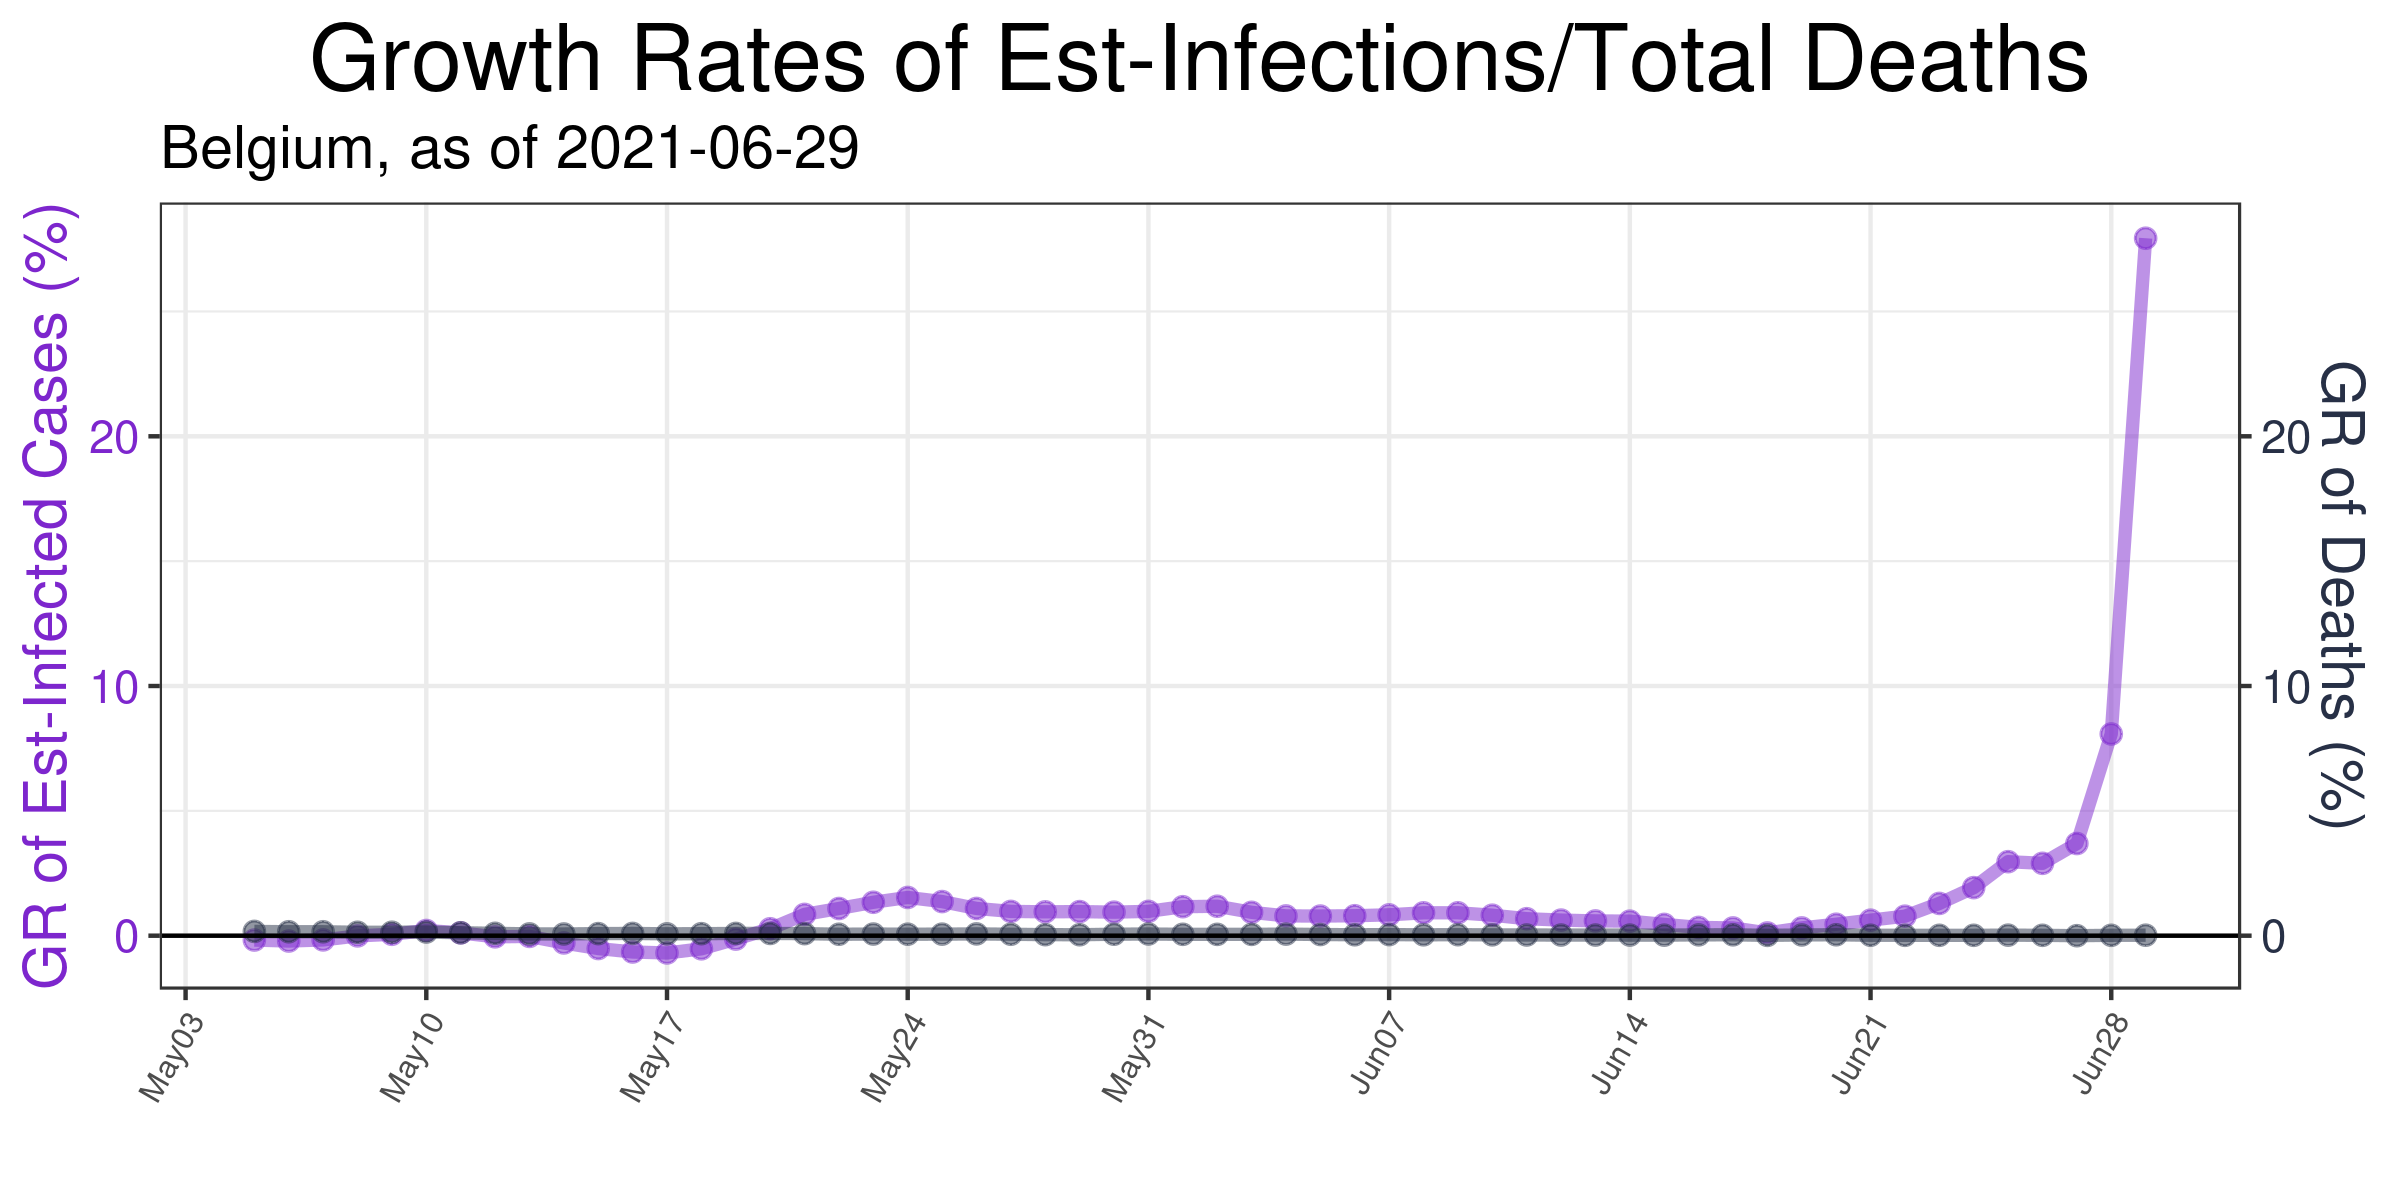 Growth Rates of Est-Infections/Total Deaths
Belgium, as of 2021-06-29
GR of Est-Infected Cases (%)
20
10
0
20
10
0
GR of Deaths (%)
May03
May10
May17
May24
May31
Jun07
Jun14
Jun21
Jun28